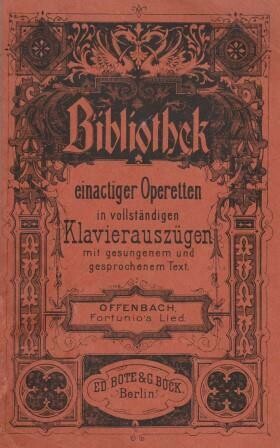 Bibliothek
einactiger Operetten
in vollständigen
Klavierauszügen
mit gesungenem und
gesprochenem Text.
OFFENBACH,
Fortunio's Lied.
ED. BOTE & G. BOCK,
Berlin.